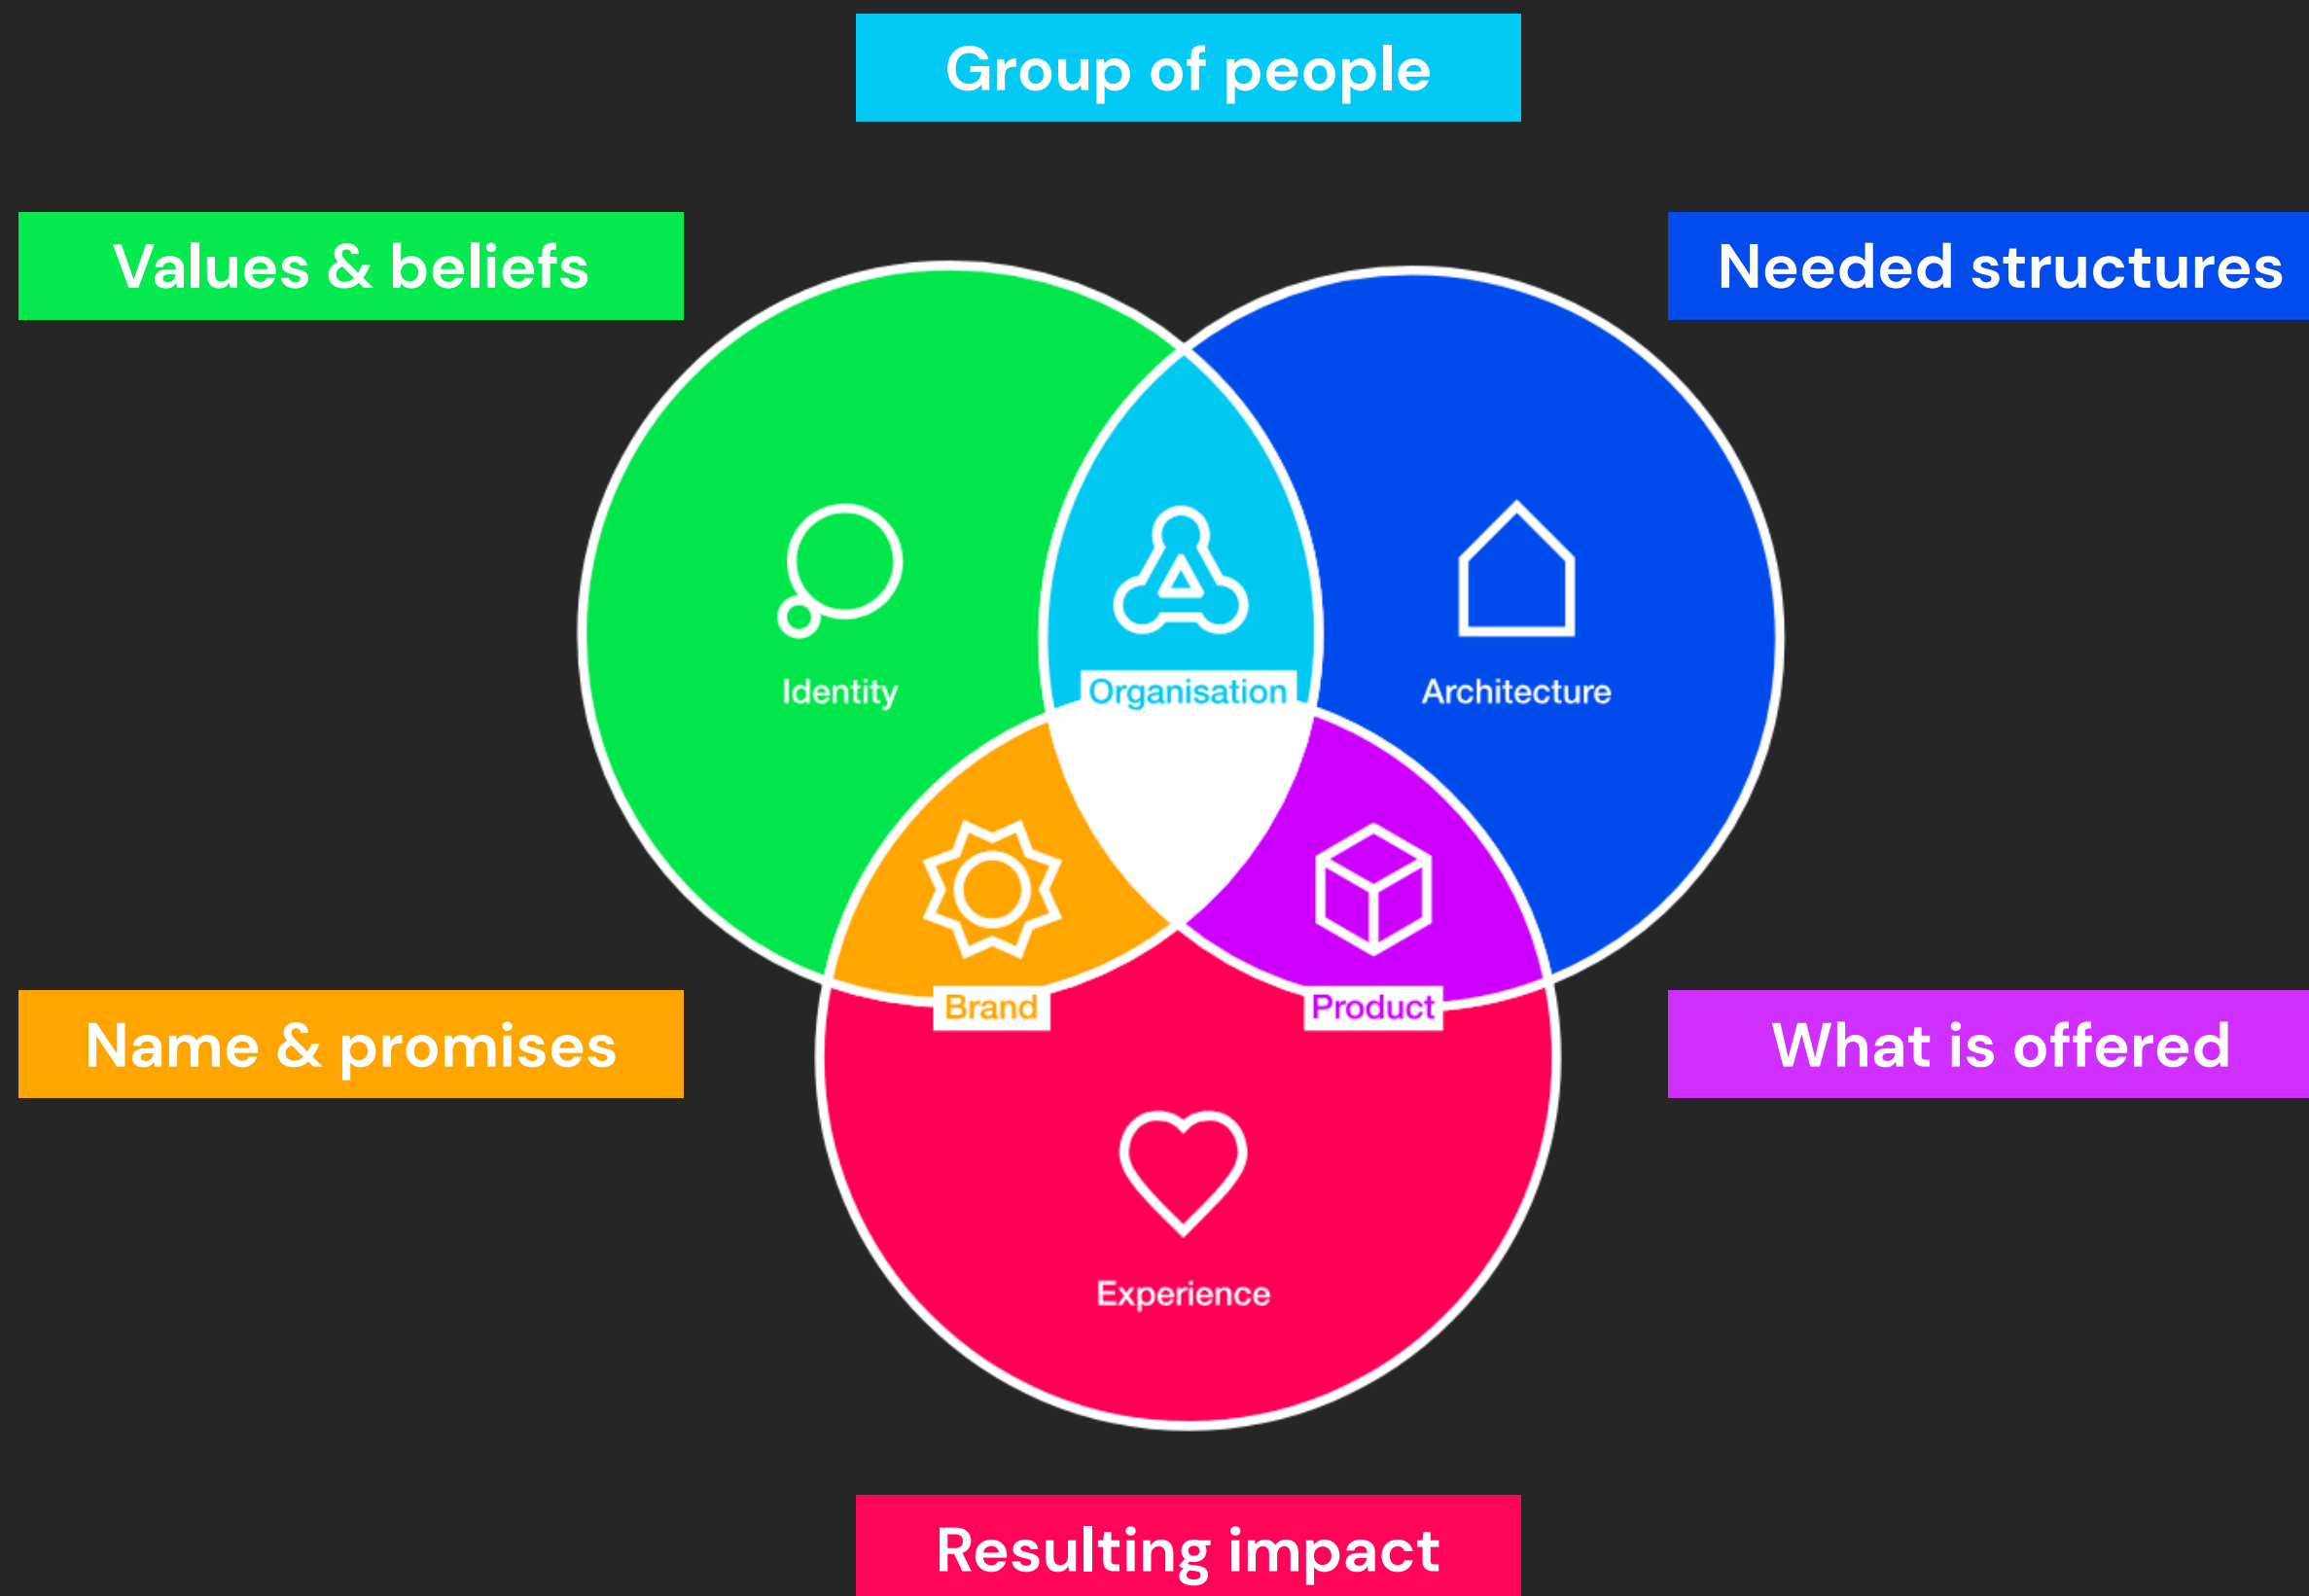 Group of people
Values & beliefs
Needed structures
Identity
Organisation
Architecture
Brand
Product
Name & promises
What is offered
Experience
Resulting impact